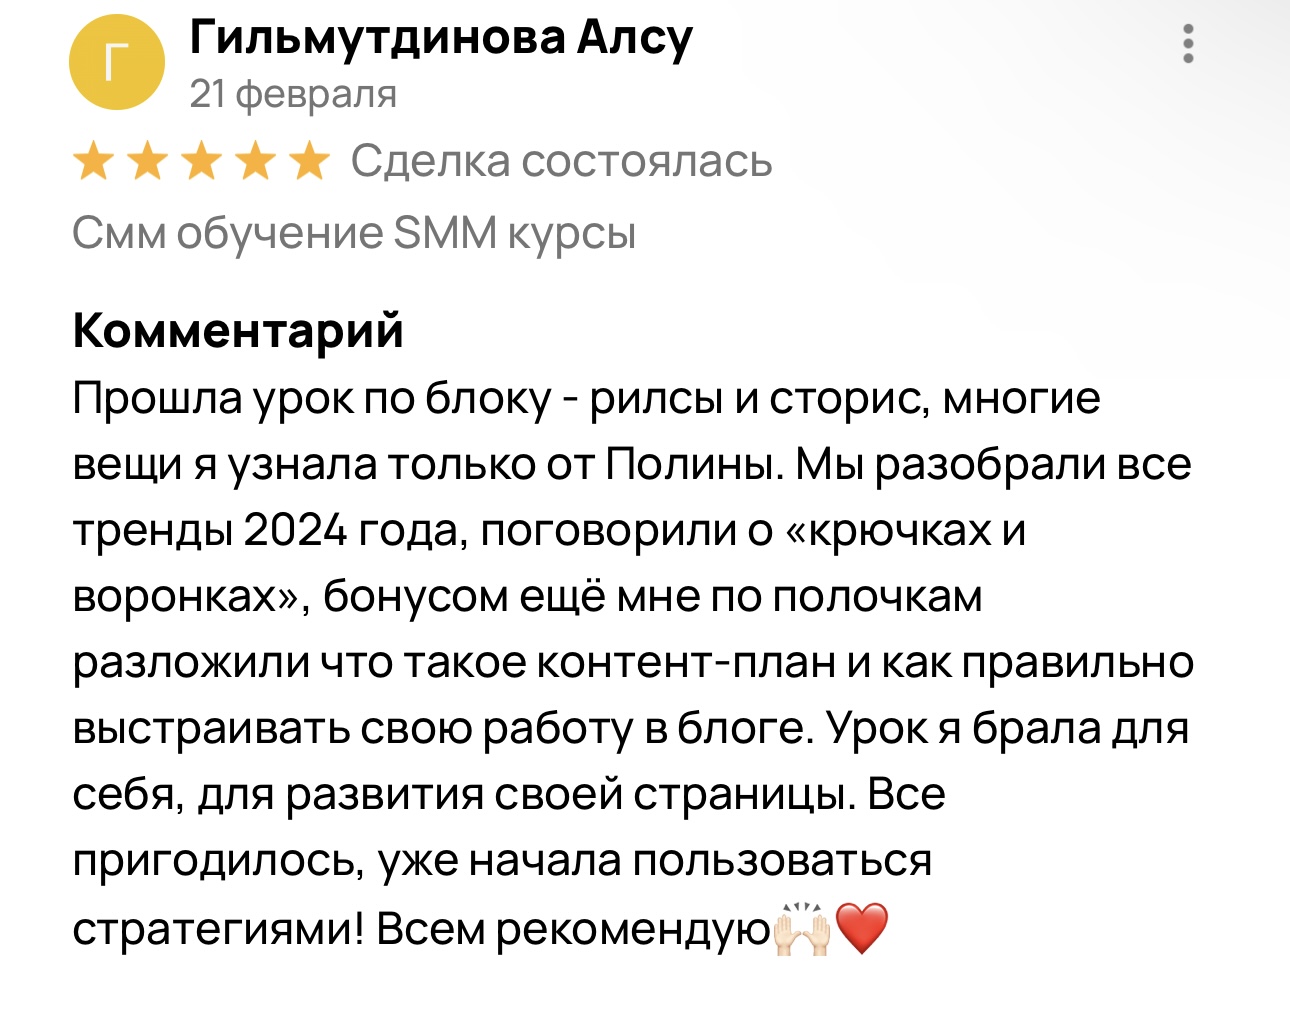 Г
Гильмутдинова Алсу
21 февраля
Сделка состоялась
Смм обучение SMM курсы
Комментарий
Прошла урок по блоку - рилсы и сторис, многие
вещи я узнала только от Полины. Мы разобрали все
тренды 2024 года, поговорили о «крючках и
воронках», бонусом ещё мне по полочкам
разложили что такое контент-план и как правильно
выстраивать свою работу в блоге. Урок я брала для
себя, для развития своей страницы. Все
пригодилось, уже начала пользоваться
стратегиями! Всем рекомендую🙌🏻❤️